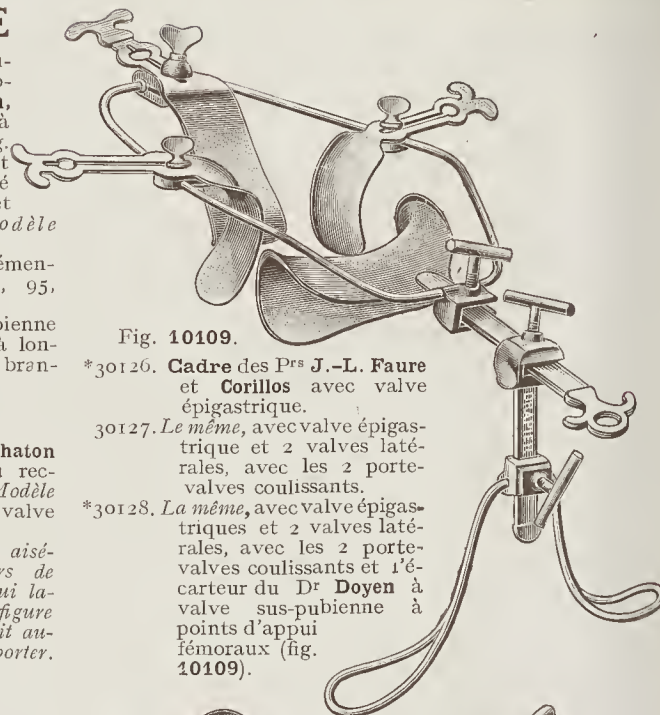 E
u-
o-
n,
à
g.
t
é
et
odèle
émen-
, 95,
bienne
à lon-
bran-
haton
u rec-
Modèle
valve
aisé-
rs de
ui la-
figure
it au-
porter.
Fig. 10109.
*30126. Cadre des Prs J.-L. Faure
et Corillos avec valve
épigastrique.
30127. Le même, avec valve épigas-
trique et 2 valves laté-
rales, avec les 2 porte-
valves coulissants.
*30128. La même, avec valve épigas-
triques et 2 valves laté-
rales, avec les 2 porte-
valves coulissants et l'é-
carteur du Dr Doyen à
valve sus-pubienne à
points d'appui
fémoraux (fig.
10109).